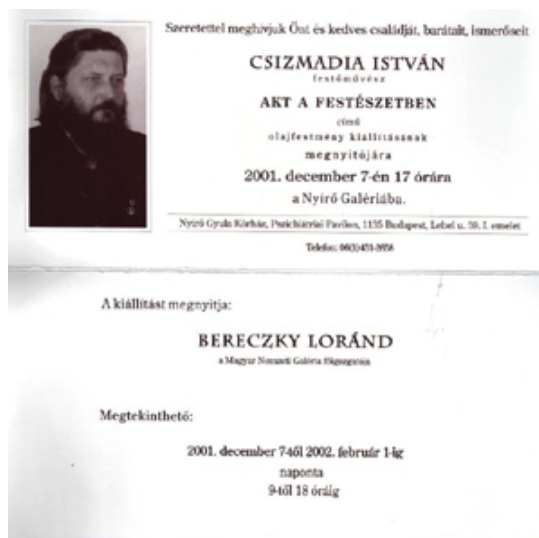 Szeretettel meghívjuk Önt és kedves családját, barátait, ismerőseit
CSIZMADIA ISTVÁN
festőművész
AKT A FESTÉSZETBEN
című
olajfestmény kiállításának
megnyitójára
2001. december 7-én 17 órára
a Nyírő Galériába.
Nyírő Gyula Kórház, Pszichiátriai Pavilon, 1135 Budapest, Lehel u. 59. I. emelet
Telefon:
A kiállítást megnyitja:
BERECZKY LORÁND
a Magyar Nemzeti Galéria főigazgatója
Megtekinthető:
2001. december 7-től 2002. február 1-ig
naponta
9-től 18 óráig